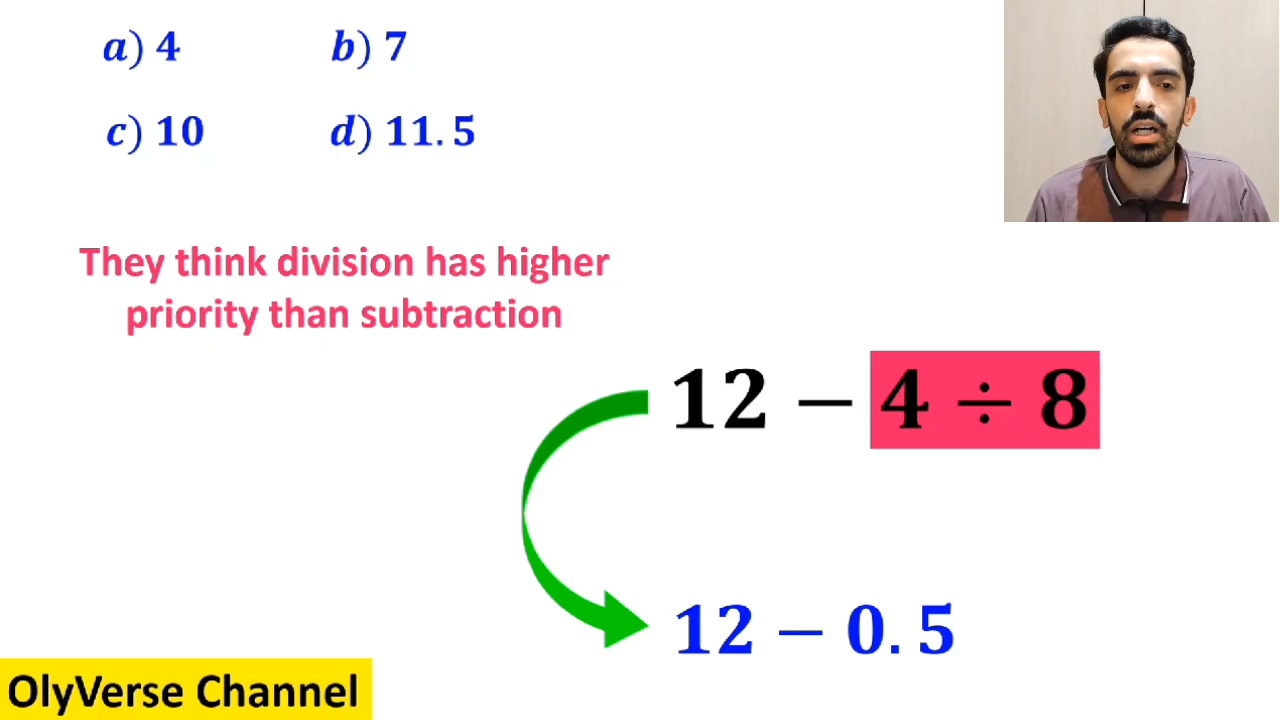 a) 4 b) 7
c) 10 d) 11.5
They think division has higher
priority than subtraction
12 − 4 ÷ 8
12 − 0.5
OlyVerse Channel